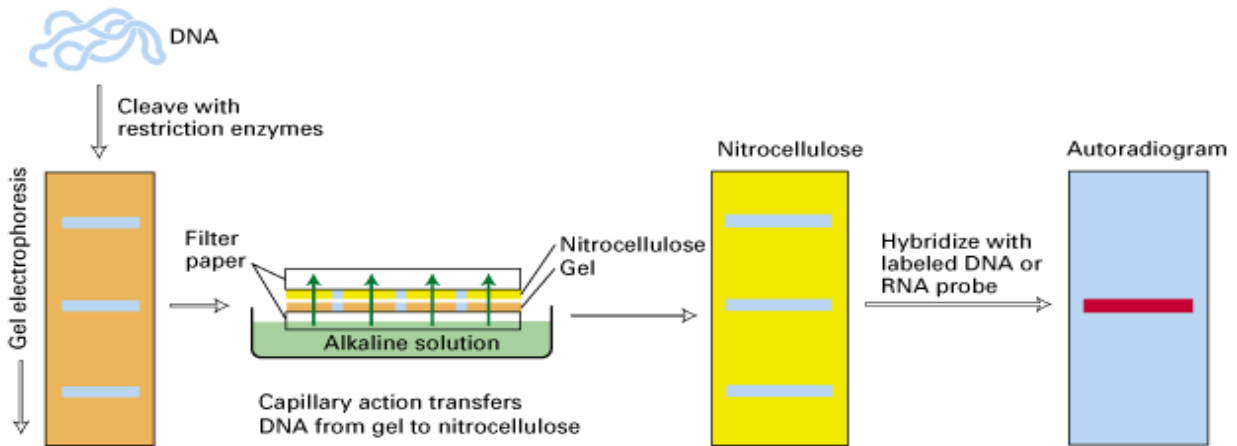 DNA
Cleave with
restriction enzymes
Gel electrophoresis
Filter
paper
Nitrocellulose
Gel
Alkaline solution
Capillary action transfers
DNA from gel to nitrocellulose
Nitrocellulose
Hybridize with
labeled DNA or
RNA probe
Autoradiogram